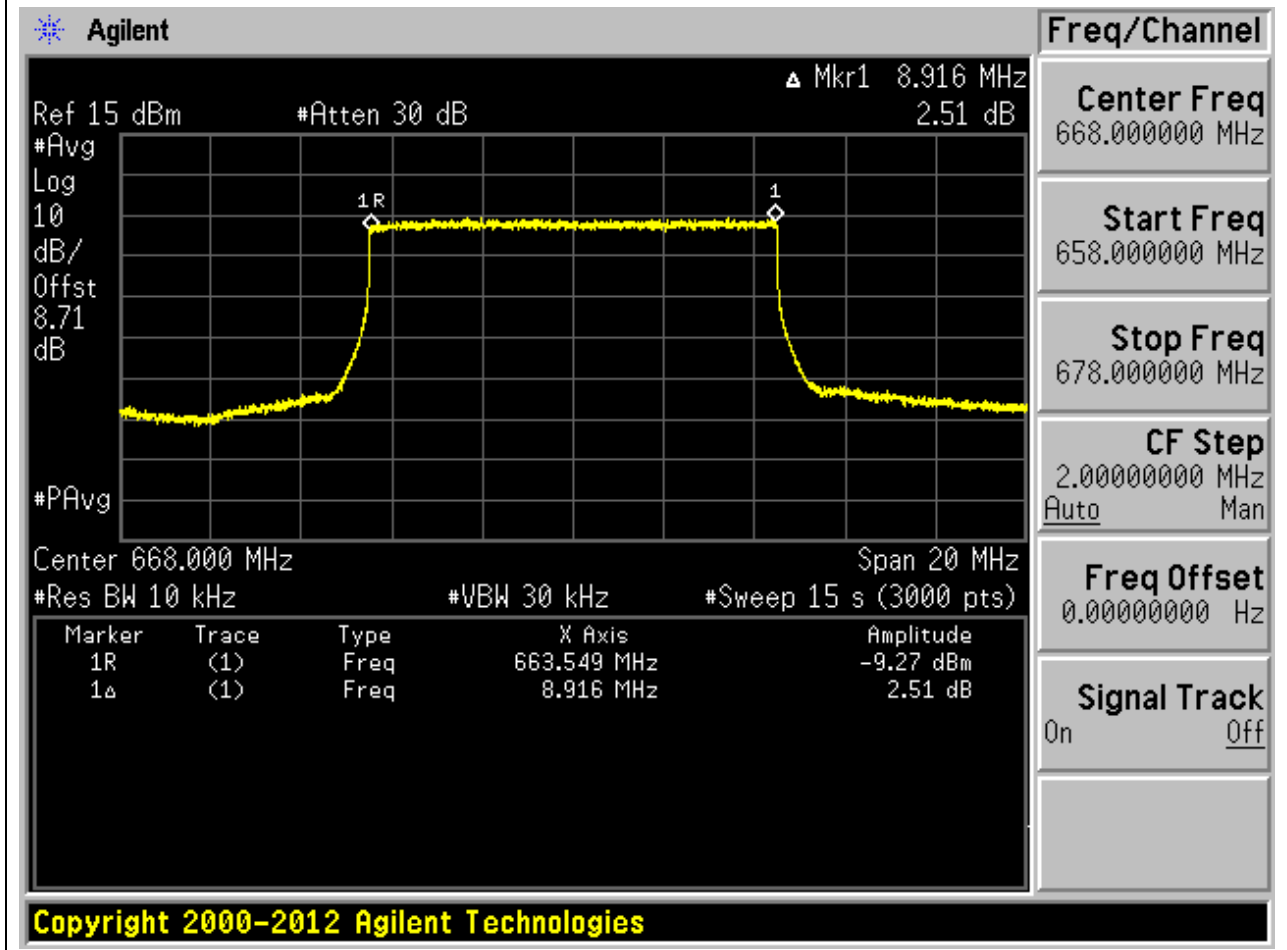 Agilent
Freq/Channel
Δ Mkr1 8.916 MHz
Ref 15 dBm #Atten 30 dB 2.51 dB
#Avg
Log
10
dB/
Offst
8.71
dB
1R
1
#PAvg
Center 668.000 MHz Span 20 MHz
#Res BW 10 kHz #VBW 30 kHz #Sweep 15 s (3000 pts)
Marker Trace Type X Axis Amplitude
1R (1) Freq 663.549 MHz -9.27 dBm
1Δ (1) Freq 8.916 MHz 2.51 dB
Center Freq
668.000000 MHz
Start Freq
658.000000 MHz
Stop Freq
678.000000 MHz
CF Step
2.00000000 MHz
Auto Man
Freq Offset
0.00000000 Hz
Signal Track
On Off
Copyright 2000-2012 Agilent Technologies